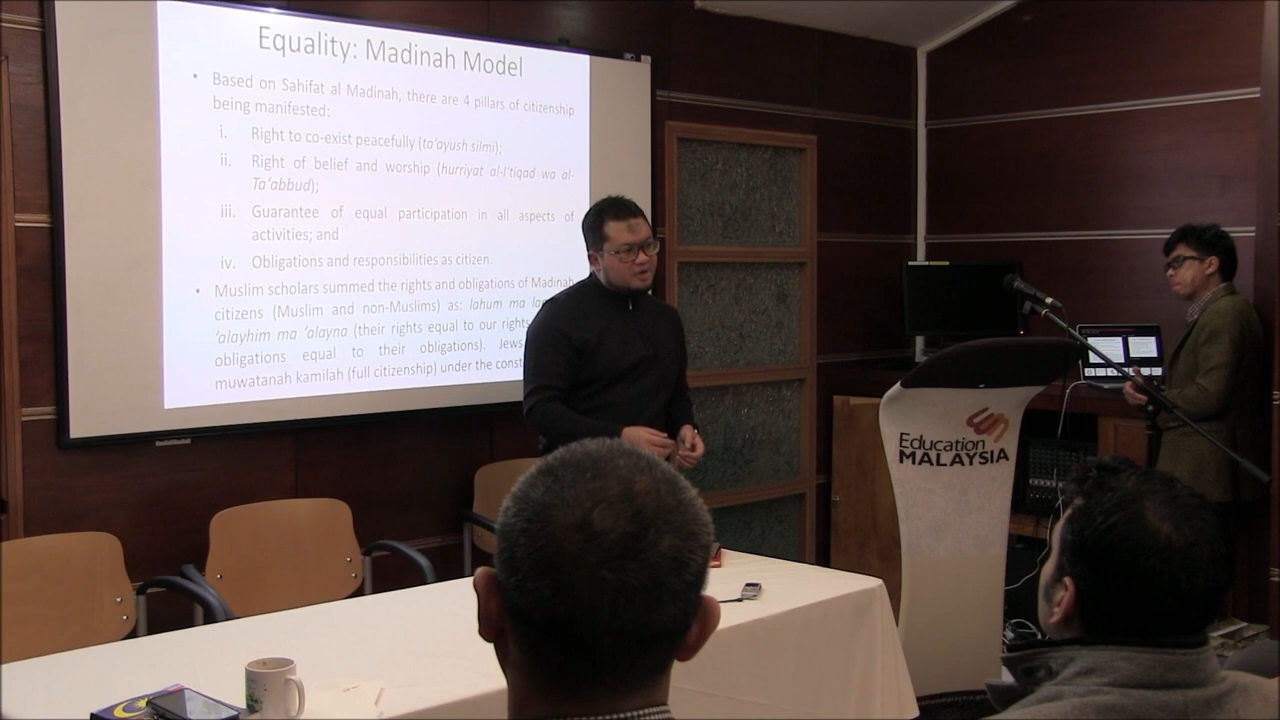 Equality: Madinah Model
• Based on Sahifat al Madinah, there are 4 pillars of citizenship
being manifested:
i. Right to co-exist peacefully (ta'ayush silmi);
ii. Right of belief and worship (hurriyat al-I'tiqad wa al-
Ta'abbud);
iii. Guarantee of equal participation in all aspects of
activities; and
iv. Obligations and responsibilities as citizen.
• Muslim scholars summed the rights and obligations of Madinah
citizens (Muslim and non-Muslims) as: lahum ma
'alayhim ma 'alayna (their rights equal to our rights
obligations equal to their obligations). Jews
muwatanah kamilah (full citizenship) under the
Education
MALAYSIA